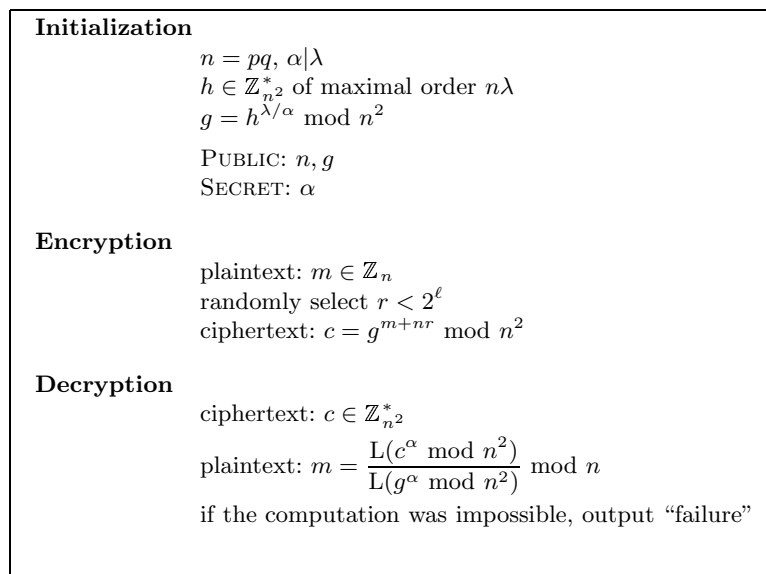 Initialization
n = pq, α|λ
h ∈ ℤ*_{n²} of maximal order nλ
g = h^{λ/α} mod n²
PUBLIC: n, g
SECRET: α
Encryption
plaintext: m ∈ ℤ_n
randomly select r < 2^ℓ
ciphertext: c = g^{m+nr} mod n²
Decryption
ciphertext: c ∈ ℤ*_{n²}
plaintext: m = L(c^α mod n²) / L(g^α mod n²) mod n
if the computation was impossible, output “failure”